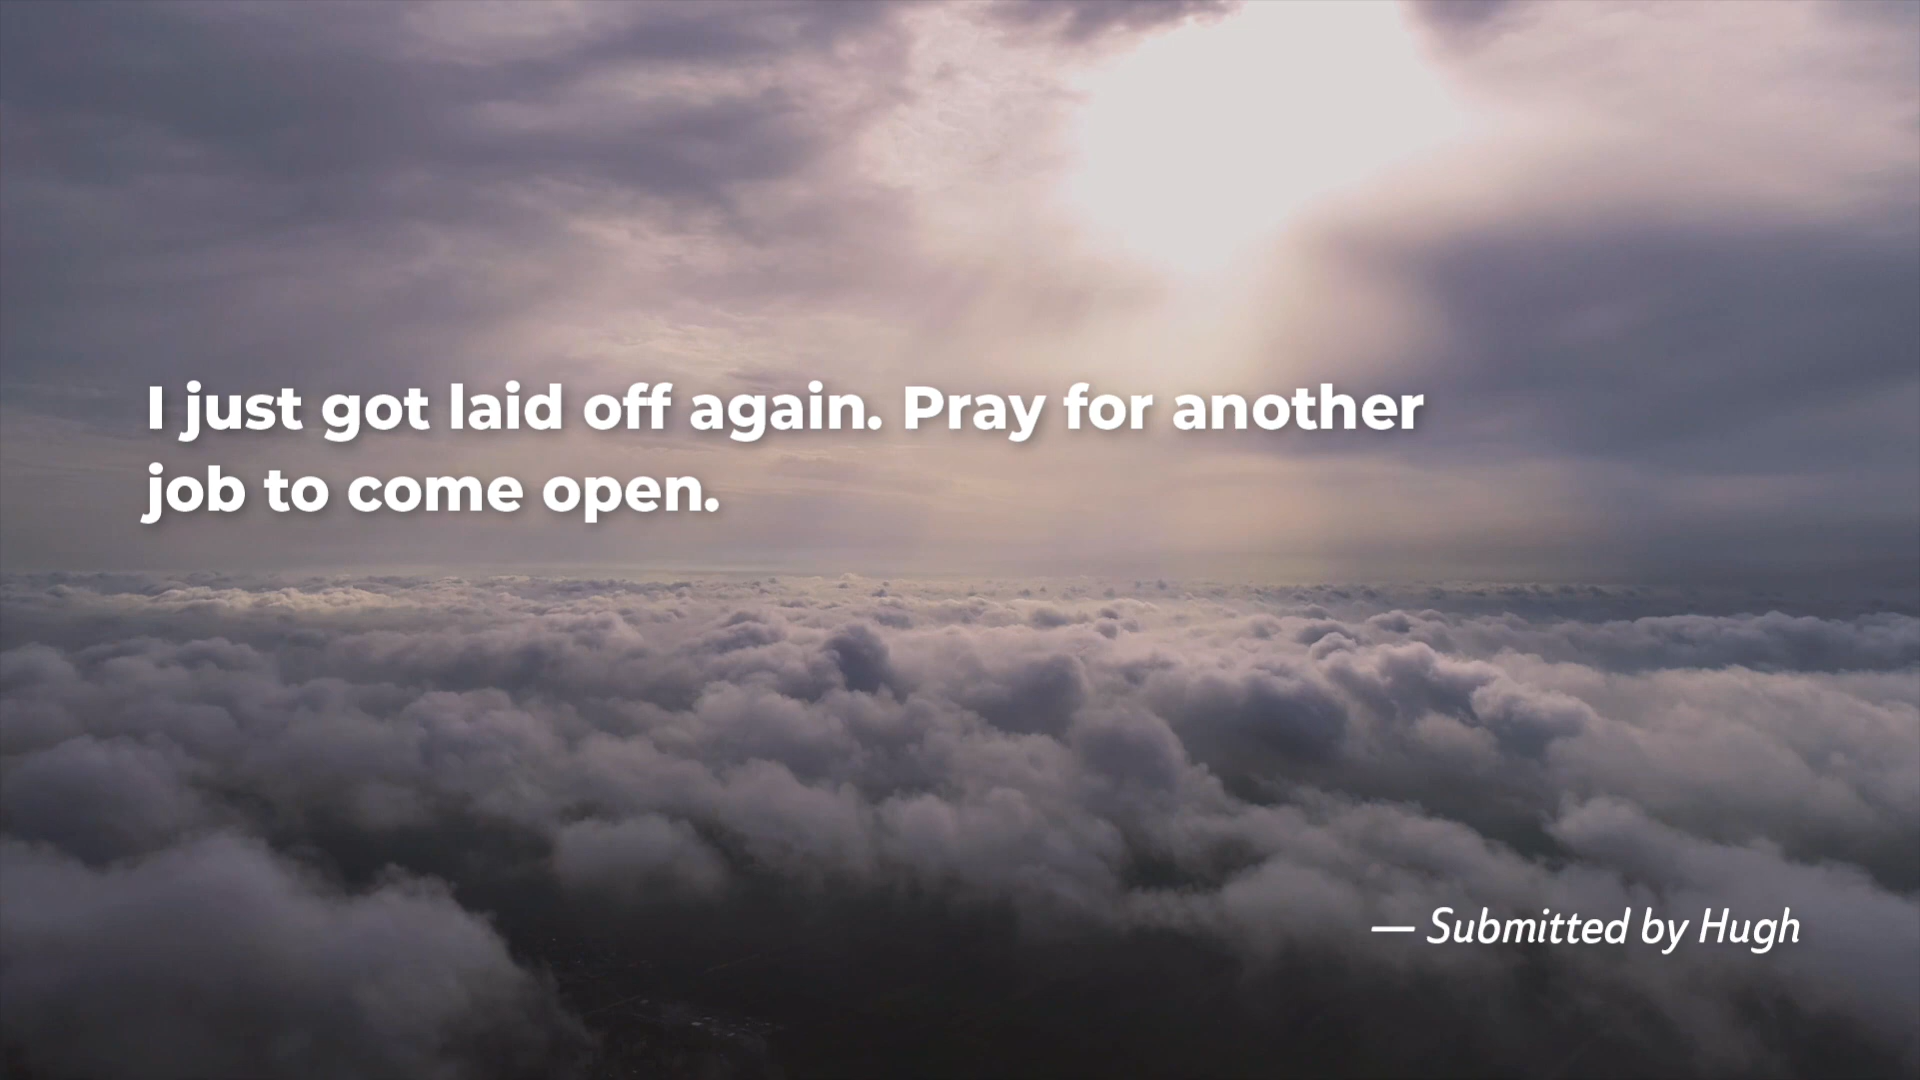 I just got laid off again. Pray for another
job to come open.
— Submitted by Hugh